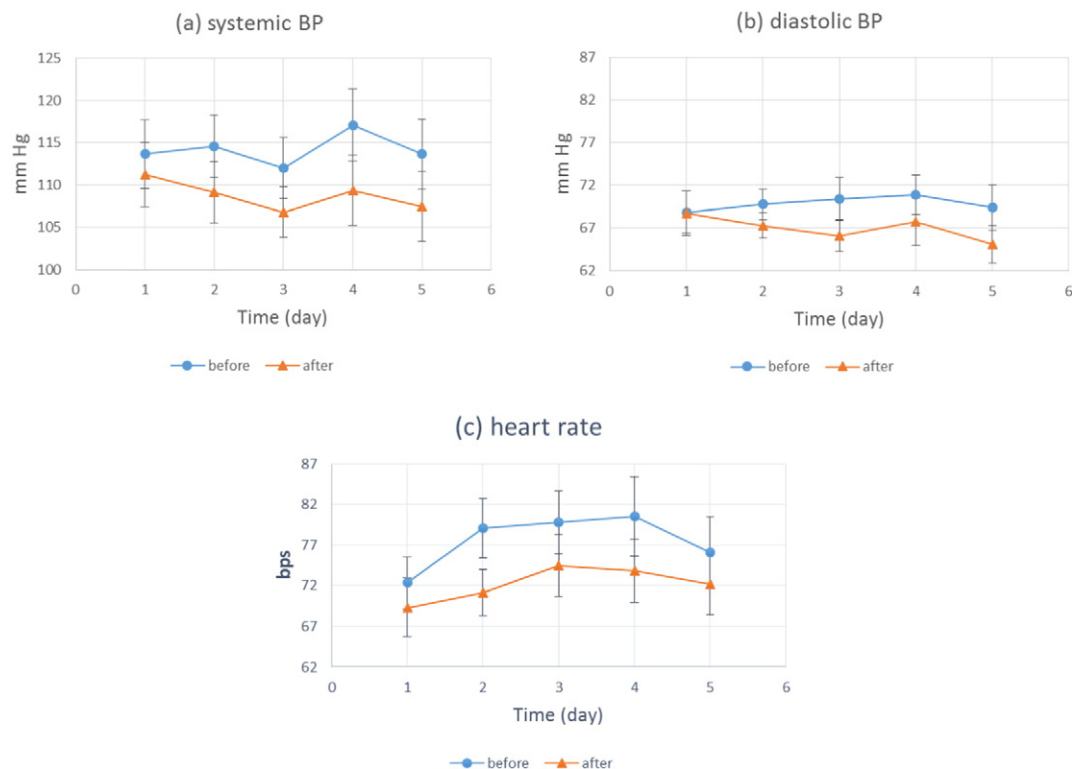 (a) systemic BP
125
120
115
110
105
100
mm Hg
0 1 2 3 4 5 6
Time (day)
before after
(b) diastolic BP
87
82
77
72
67
62
mm Hg
0 1 2 3 4 5 6
Time (day)
before after
(c) heart rate
87
82
77
72
67
62
bps
0 1 2 3 4 5 6
Time (day)
before after